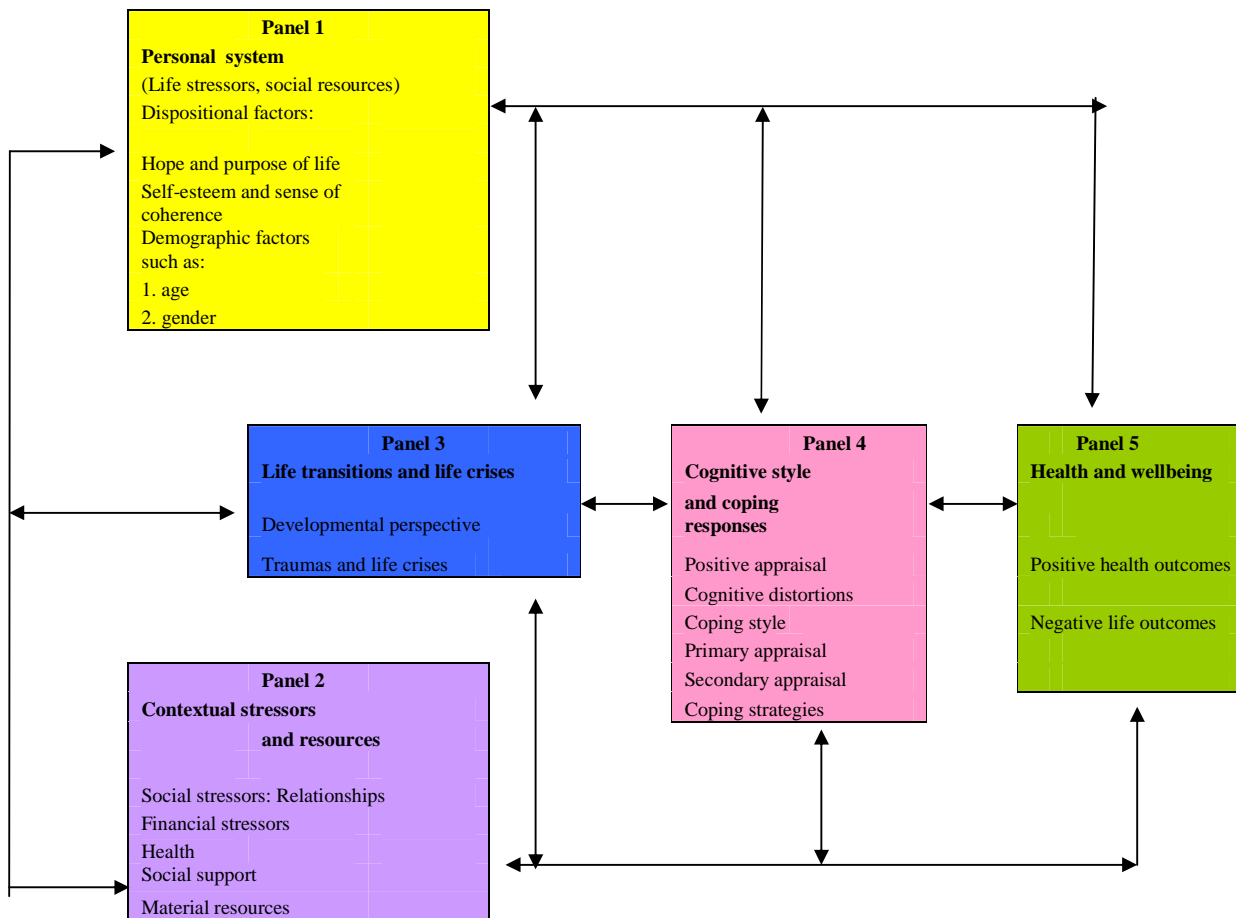 Panel 1
Personal system
(Life stressors, social resources)
Dispositional factors:
Hope and purpose of life
Self-esteem and sense of
coherence
Demographic factors
such as:
1. age
2. gender
Panel 3
Life transitions and life crises
Developmental perspective
Traumas and life crises
Panel 4
Cognitive style
and coping
responses
Positive appraisal
Cognitive distortions
Coping style
Primary appraisal
Secondary appraisal
Coping strategies
Panel 5
Health and wellbeing
Positive health outcomes
Negative life outcomes
Panel 2
Contextual stressors
and resources
Social stressors: Relationships
Financial stressors
Health
Social support
Material resources